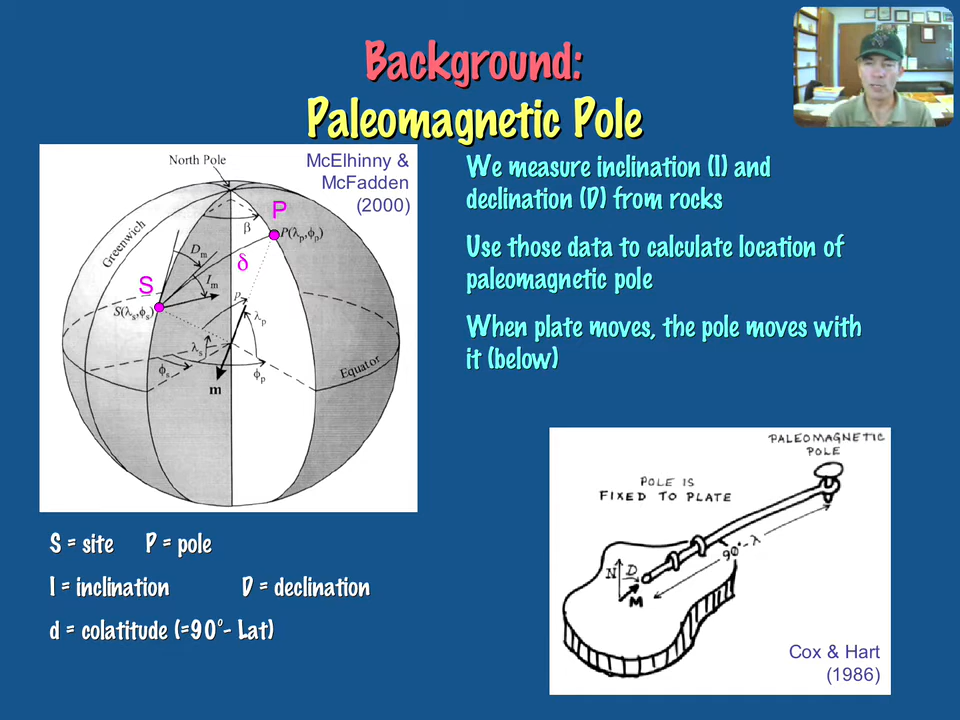 Background:
Paleomagnetic Pole
McElhinny &
McFadden
(2000)
North Pole
Greenwich
P
β
P(λp,ϕp)
Dm
δ
Im
S
S(λs,ϕs)
p
λp
λs
ϕs
ϕp
Equator
m
We measure inclination (I) and
declination (D) from rocks
Use those data to calculate location of
paleomagnetic pole
When plate moves, the pole moves with
it (below)
S = site P = pole
I = inclination D = declination
d = colatitude (=90°- Lat)
PALEOMAGNETIC
POLE
POLE IS
FIXED TO PLATE
90°-λ
N D
M
Cox & Hart
(1986)